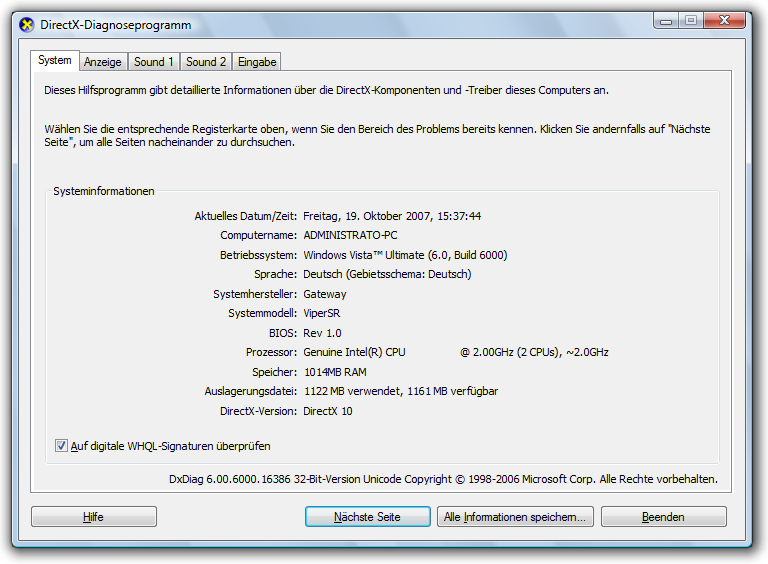 DirectX-Diagnoseprogramm
System Anzeige Sound 1 Sound 2 Eingabe
Dieses Hilfsprogramm gibt detaillierte Informationen über die DirectX-Komponenten und -Treiber dieses Computers an.
Wählen Sie die entsprechende Registerkarte oben, wenn Sie den Bereich des Problems bereits kennen. Klicken Sie andernfalls auf "Nächste
Seite", um alle Seiten nacheinander zu durchsuchen.
Systeminformationen
Aktuelles Datum/Zeit: Freitag, 19. Oktober 2007, 15:37:44
Computername: ADMINISTRATO-PC
Betriebssystem: Windows Vista™ Ultimate (6.0, Build 6000)
Sprache: Deutsch (Gebietsschema: Deutsch)
Systemhersteller: Gateway
Systemmodell: ViperSR
BIOS: Rev 1.0
Prozessor: Genuine Intel(R) CPU @ 2.00GHz (2 CPUs), ~2.0GHz
Speicher: 1014MB RAM
Auslagerungsdatei: 1122 MB verwendet, 1161 MB verfügbar
DirectX-Version: DirectX 10
Auf digitale WHQL-Signaturen überprüfen
DxDiag 6.00.6000.16386 32-Bit-Version Unicode Copyright © 1998-2006 Microsoft Corp. Alle Rechte vorbehalten.
Hilfe Nächste Seite Alle Informationen speichern... Beenden